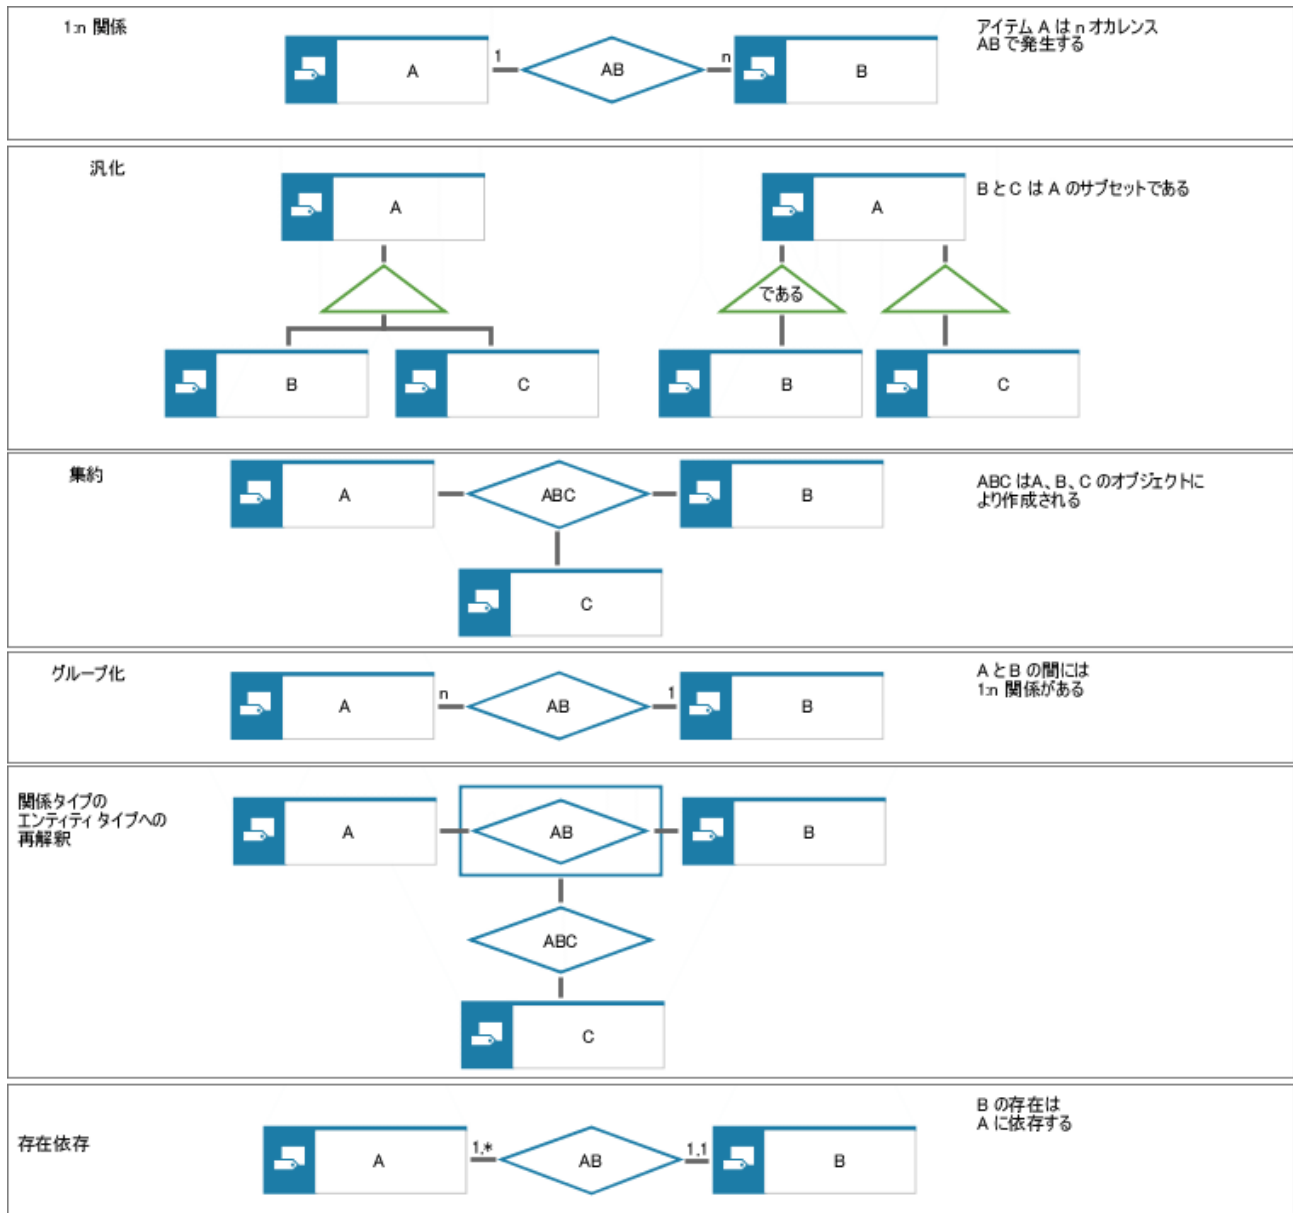 1:n 関係
アイテム A は n オカレンス
AB で発生する
A
1
AB
n
B
汎化
A
B
C
A
B と C は A のサブセットである
である
B
C
集約
A
ABC
B
ABC はA、B、C のオブジェクトに
より作成される
C
グループ化
A
n
AB
1
B
A と B の間には
1:n 関係がある
関係タイプの
エンティティ タイプへの
再解釈
A
AB
B
ABC
C
存在依存
A
1,*
AB
1,1
B
B の存在は
A に依存する